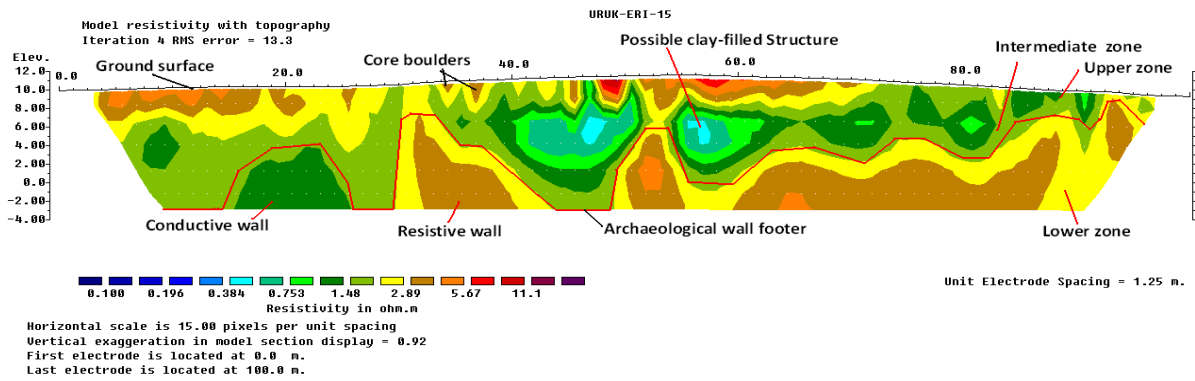 URUK-ERI-15
Model resistivity with topography
Iteration 4 RMS error = 13.3
Possible clay-filled Structure
Intermediate zone
Elev.
Ground surface
Core boulders
Upper zone
12.0
0.0
20.0
40.0
60.0
80.0
10.0
8.00
6.00
4.00
2.00
0.0
-2.00
-4.00
Conductive wall
Resistive wall
Archaeological wall footer
Lower zone
0.100 0.196 0.384 0.753 1.48 2.89 5.67 11.1
Resistivity in ohm.m
Unit Electrode Spacing = 1.25 m.
Horizontal scale is 15.00 pixels per unit spacing
Vertical exaggeration in model section display = 0.92
First electrode is located at 0.0 m.
Last electrode is located at 100.0 m.